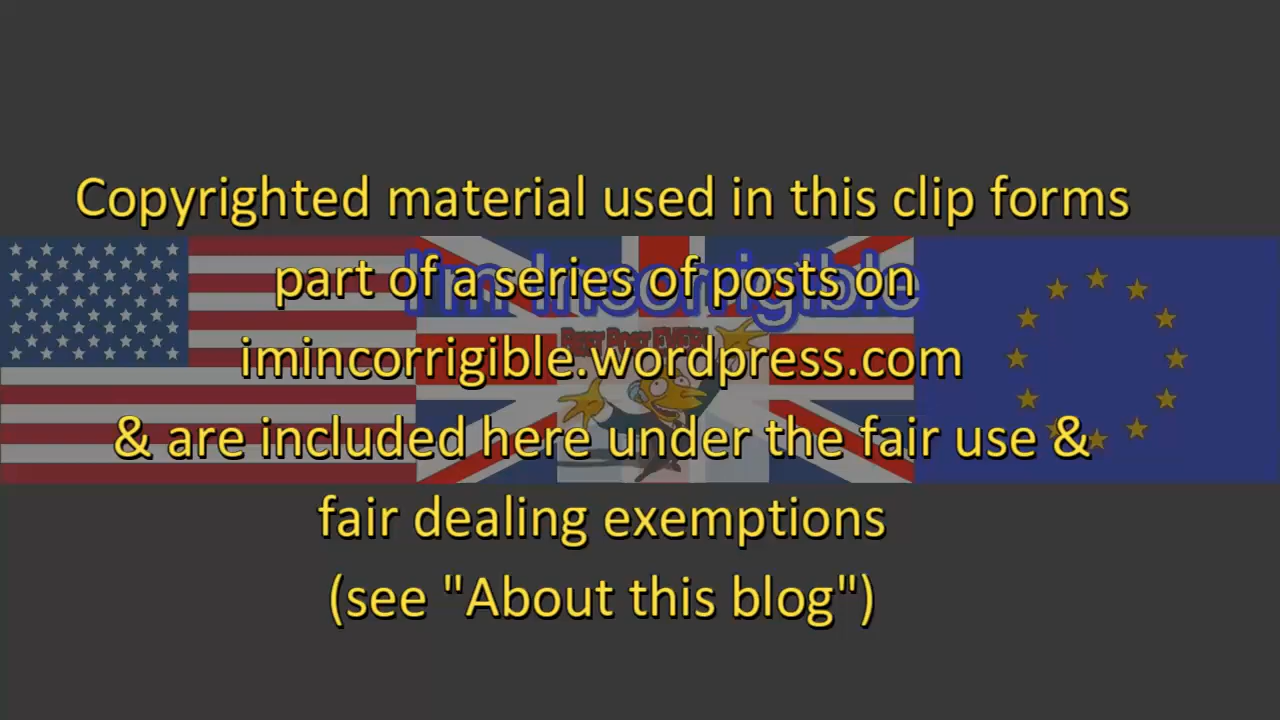 Copyrighted material used in this clip forms
part of a series of posts on
I'm Incorrigible
imincorrigible.wordpress.com
& are included here under the fair use &
fair dealing exemptions
(see "About this blog")